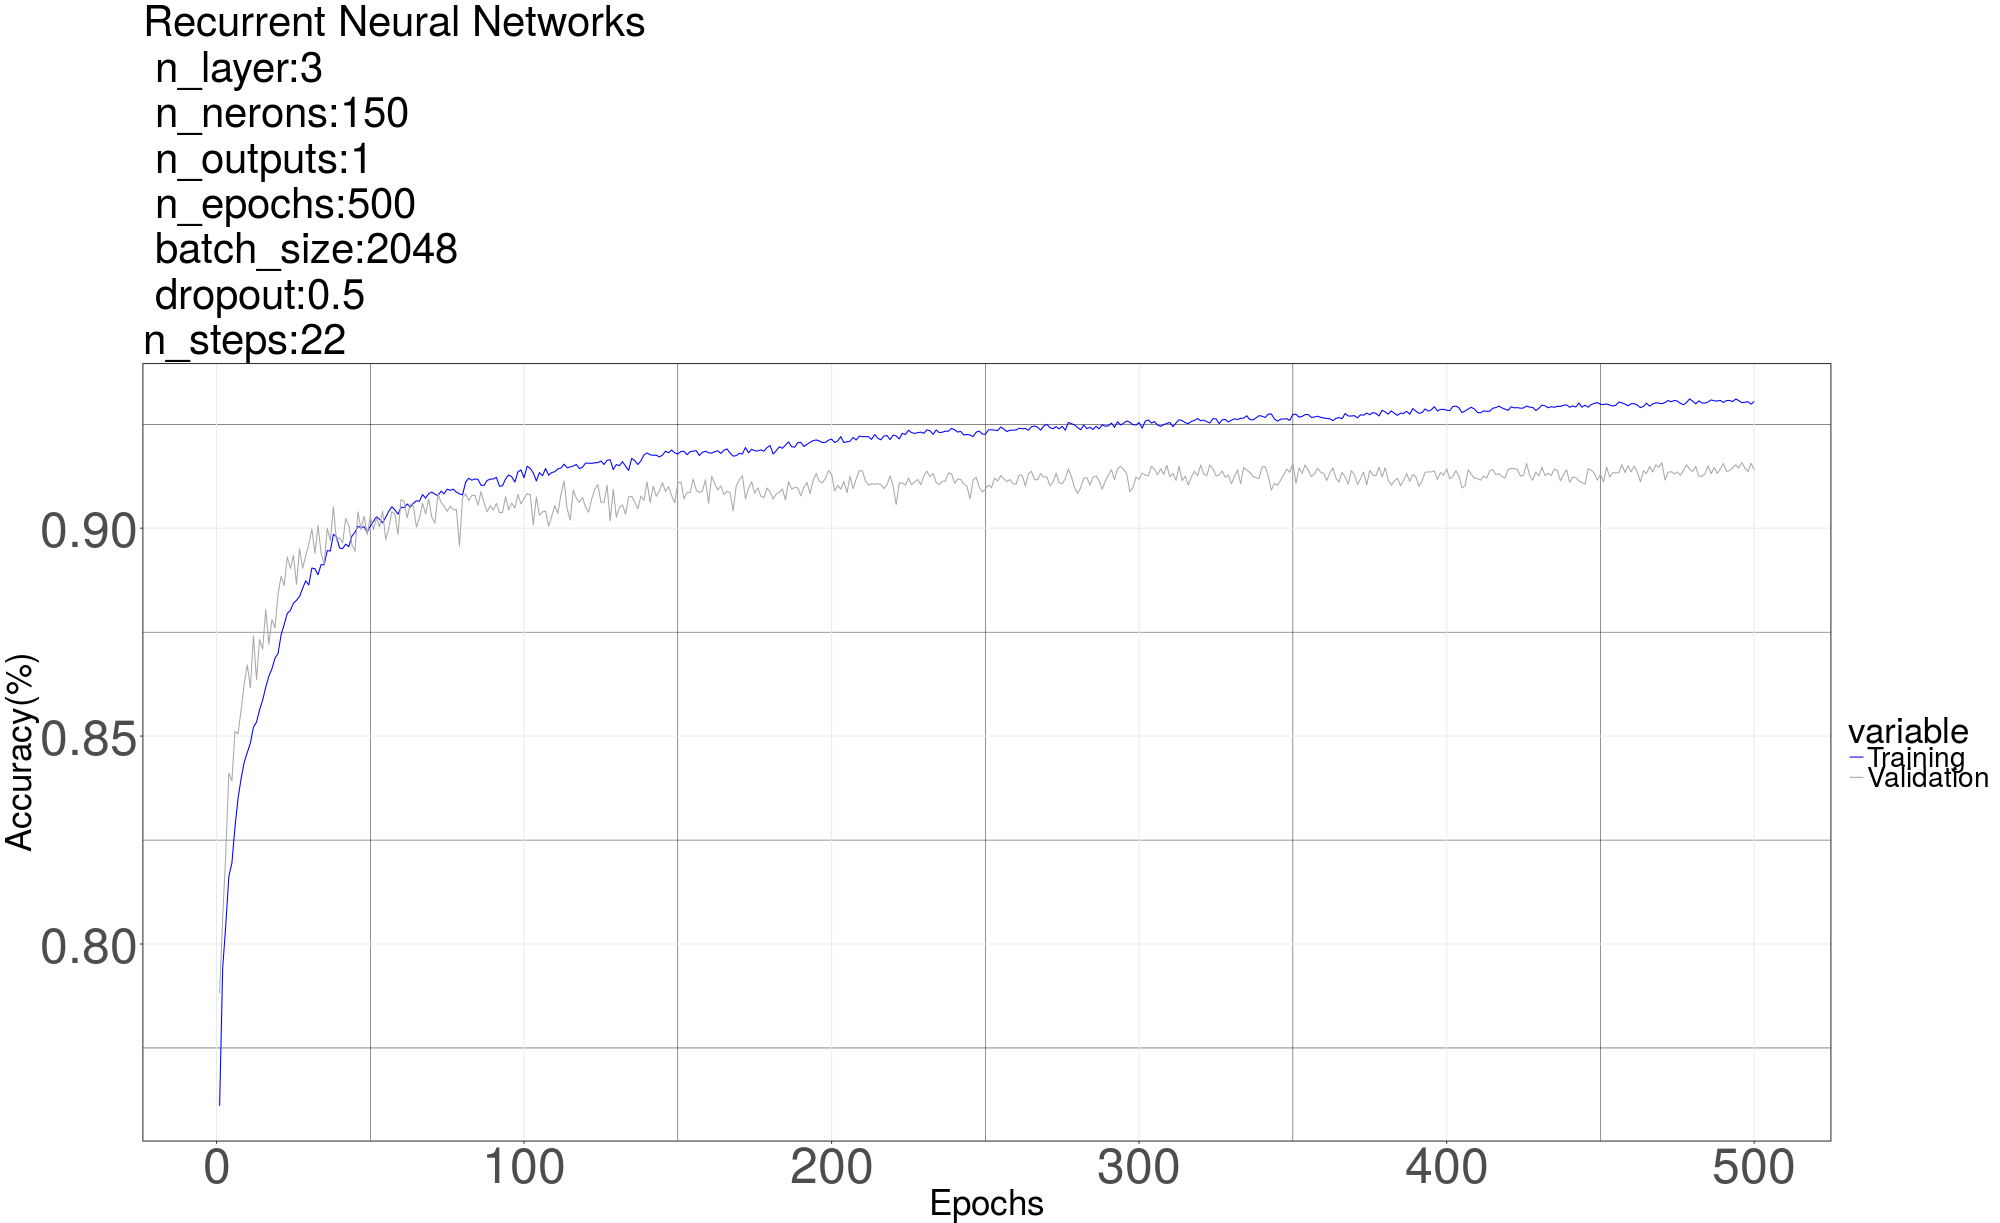 Recurrent Neural Networks
n_layer:3
n_nerons:150
n_outputs:1
n_epochs:500
batch_size:2048
dropout:0.5
n_steps:22
Accuracy(%)
0.90
0.85
0.80
0 100 200 300 400 500
Epochs
variable
Training
Validation